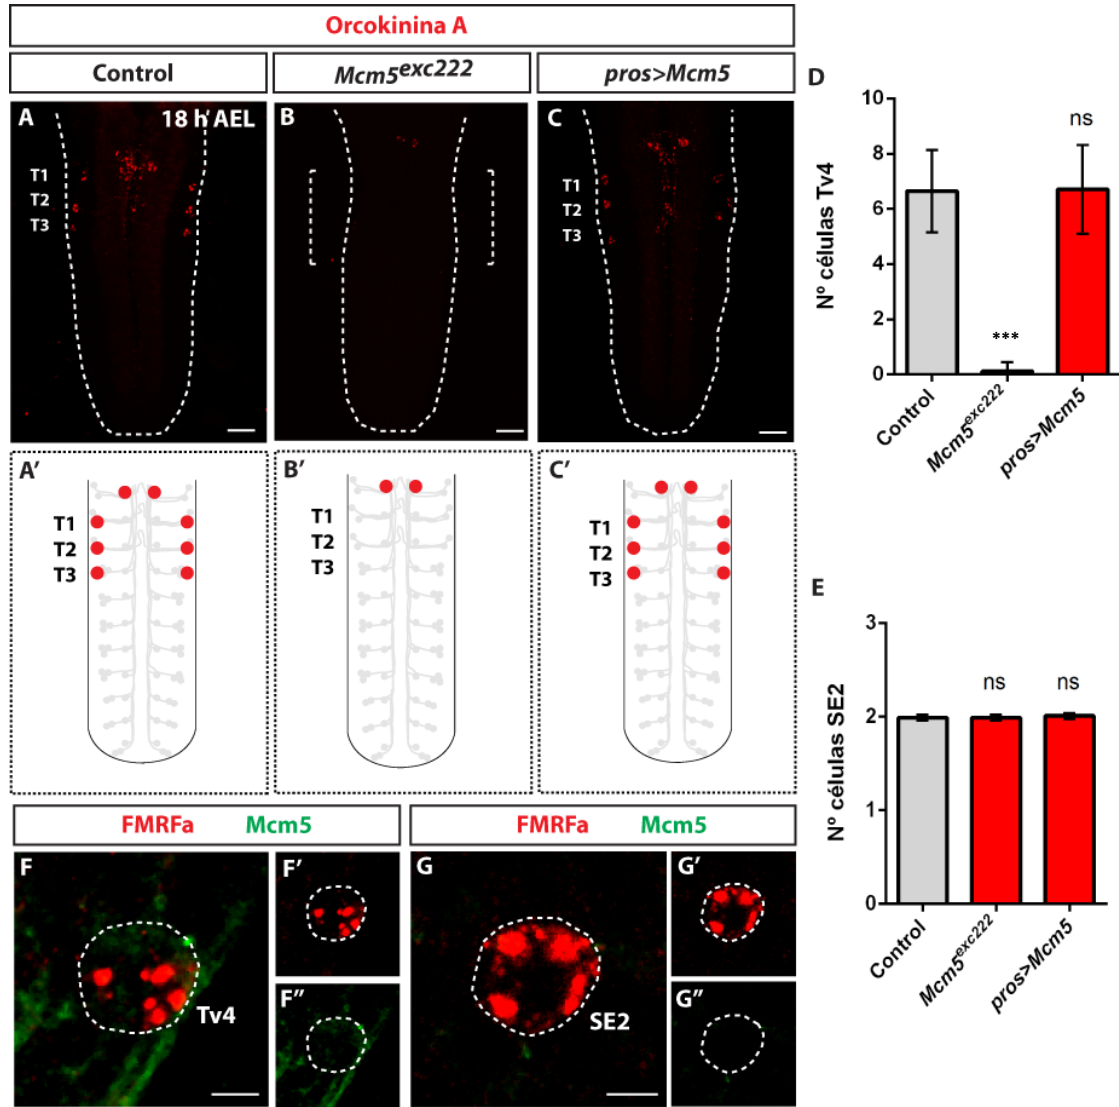 Orcokinina A
Control
Mcm5exc222
pros>Mcm5
A
18 h AEL
T1
T2
T3
B
C
T1
T2
T3
A'
T1
T2
T3
B'
T1
T2
T3
C'
T1
T2
T3
D
Nº células Tv4
10
8
6
4
2
0
***
ns
Control
Mcm5exc222
pros>Mcm5
E
Nº células SE2
3
2
1
0
ns
ns
Control
Mcm5exc222
pros>Mcm5
FMRFa Mcm5
F
Tv4
F'
F''
FMRFa Mcm5
G
SE2
G'
G''